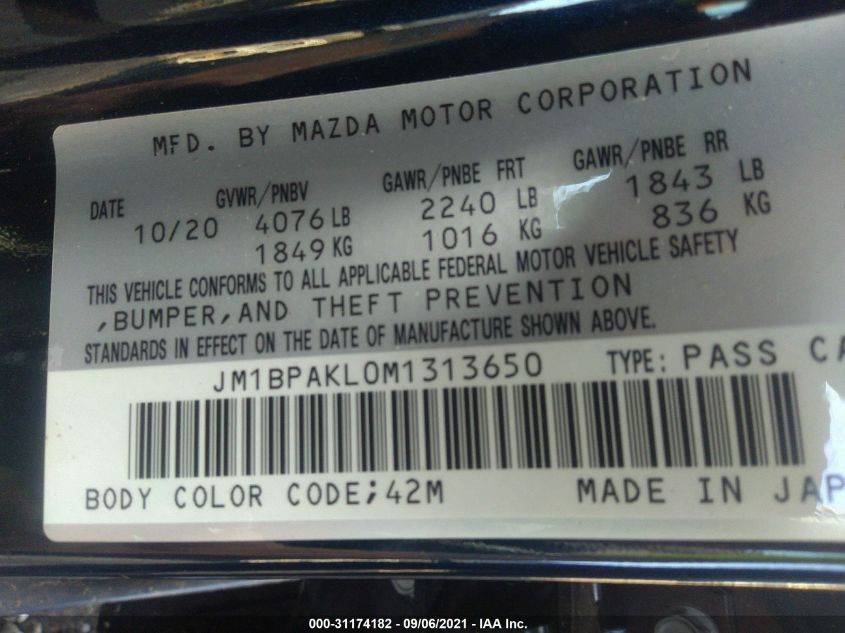 MFD. BY MAZDA MOTOR CORPORATION
DATE GVWR/PNBV GAWR/PNBE FRT GAWR/PNBE RR
10/20 4076 LB 2240 LB 1843 LB
1849 KG 1016 KG 836 KG
THIS VEHICLE CONFORMS TO ALL APPLICABLE FEDERAL MOTOR VEHICLE SAFETY
,BUMPER,AND THEFT PREVENTION
STANDARDS IN EFFECT ON THE DATE OF MANUFACTURE SHOWN ABOVE.
JM1BPAKL0M1313650 TYPE: PASS CA
BODY COLOR CODE;42M MADE IN JAP
000-31174182 - 09/06/2021 - IAA Inc.